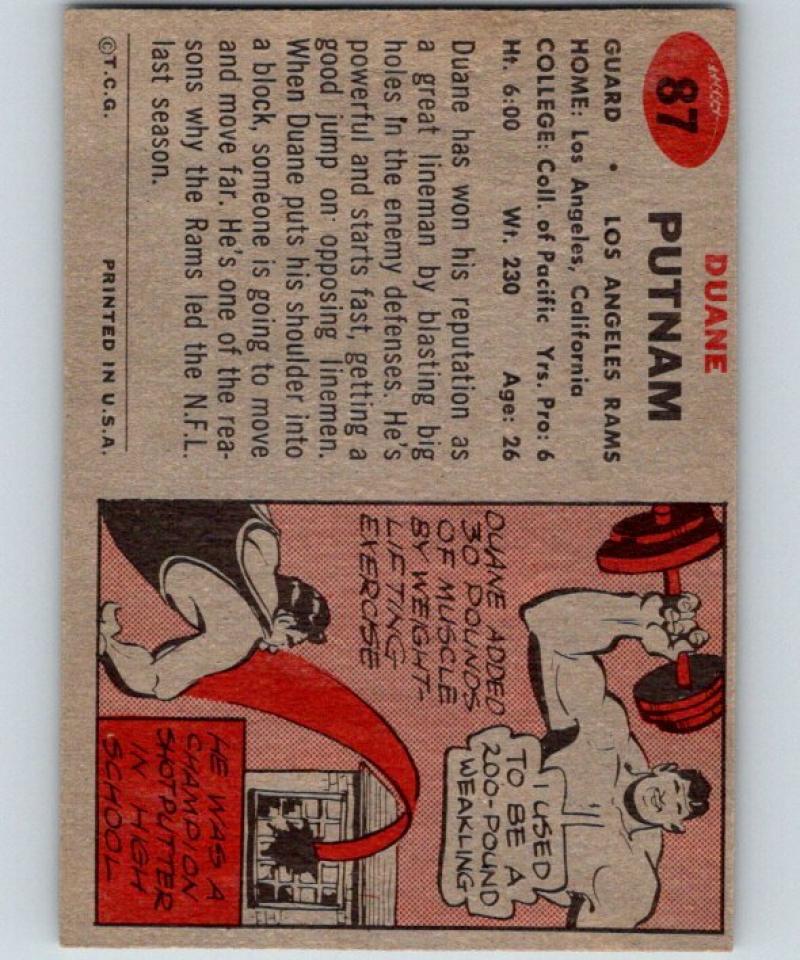 87
DUANE
PUTNAM
GUARD • LOS ANGELES RAMS
HOME: Los Angeles, California
COLLEGE: Coll. of Pacific Yrs. Pro: 6
Ht. 6:00 Wt. 230 Age: 26
Duane has won his reputation as
a great lineman by blasting big
holes in the enemy defenses. He's
powerful and starts fast, getting a
good jump on opposing linemen.
When Duane puts his shoulder into
a block, someone is going to move
and move far. He's one of the rea-
sons why the Rams led the N.F.L.
last season.
©T.C.G. PRINTED IN U.S.A.
DUANE ADDED
30 POUNDS
OF MUSCLE
BY WEIGHT-
LIFTING
EXERCISE
I USED
TO BE A
200-POUND
WEAKLING
HE WAS A
CHAMPION
SHOTPUTTER
IN HIGH
SCHOOL